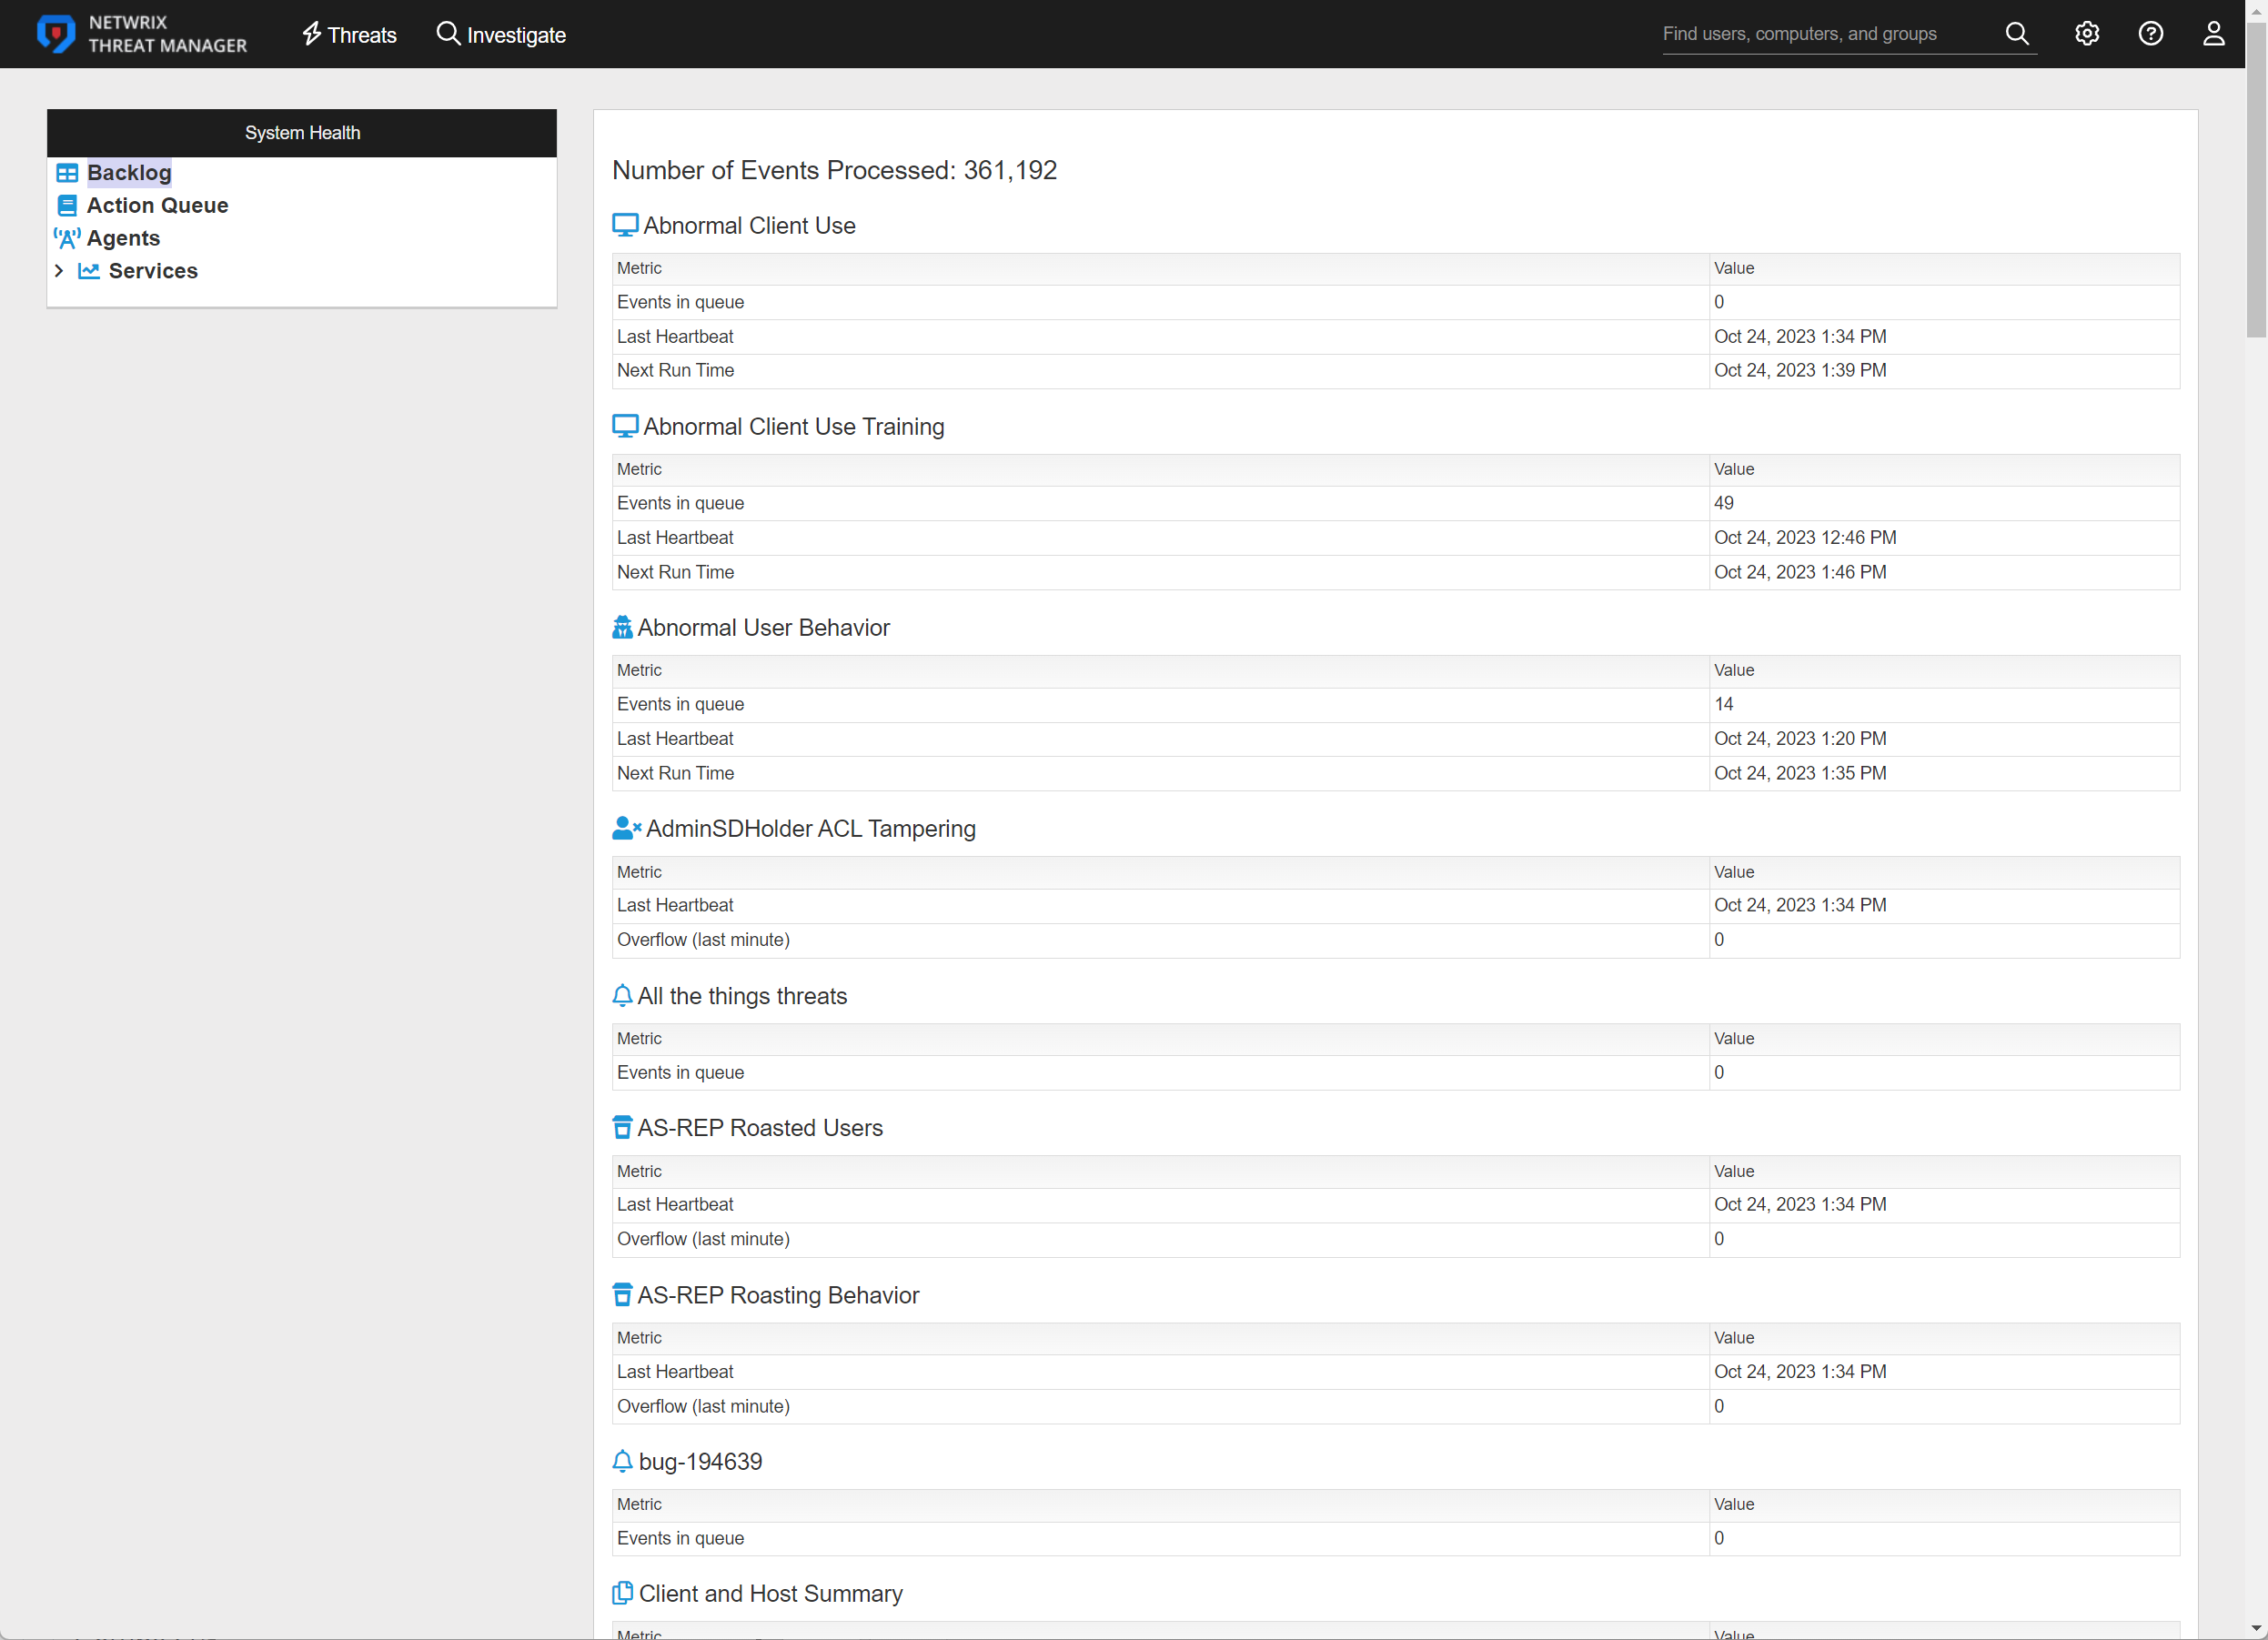 NETWRIX
THREAT MANAGER
Threats
Investigate
Find users, computers, and groups
System Health
Backlog
Action Queue
Agents
Services
Number of Events Processed: 361,192
Abnormal Client Use
Metric Value
Events in queue 0
Last Heartbeat Oct 24, 2023 1:34 PM
Next Run Time Oct 24, 2023 1:39 PM
Abnormal Client Use Training
Metric Value
Events in queue 49
Last Heartbeat Oct 24, 2023 12:46 PM
Next Run Time Oct 24, 2023 1:46 PM
Abnormal User Behavior
Metric Value
Events in queue 14
Last Heartbeat Oct 24, 2023 1:20 PM
Next Run Time Oct 24, 2023 1:35 PM
AdminSDHolder ACL Tampering
Metric Value
Last Heartbeat Oct 24, 2023 1:34 PM
Overflow (last minute) 0
All the things threats
Metric Value
Events in queue 0
AS-REP Roasted Users
Metric Value
Last Heartbeat Oct 24, 2023 1:34 PM
Overflow (last minute) 0
AS-REP Roasting Behavior
Metric Value
Last Heartbeat Oct 24, 2023 1:34 PM
Overflow (last minute) 0
bug-194639
Metric Value
Events in queue 0
Client and Host Summary
Metric Value